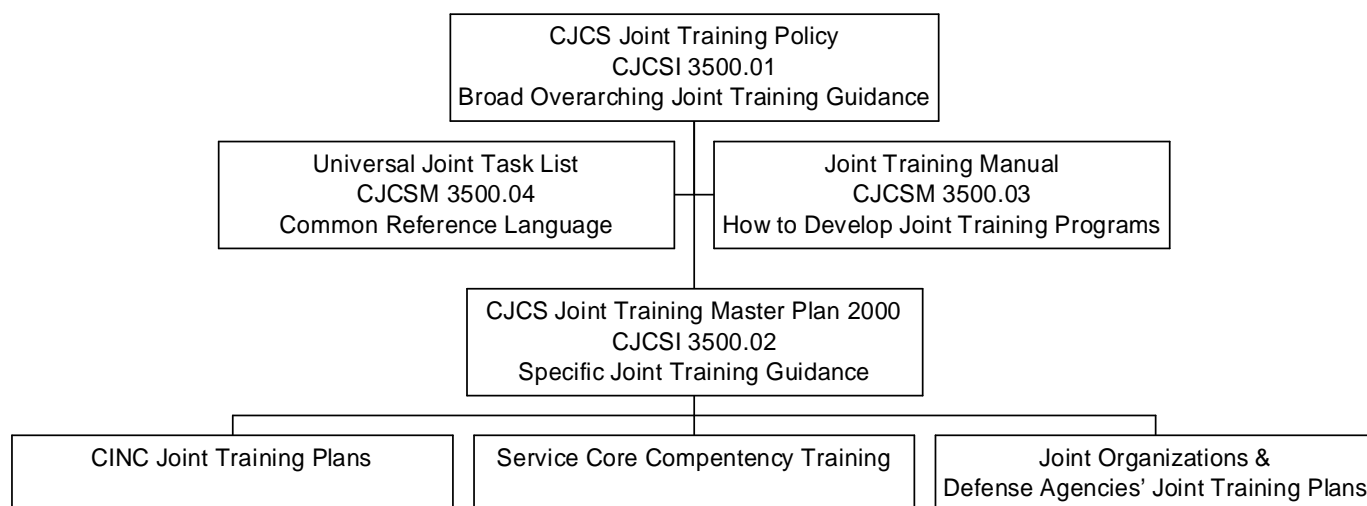 CJCS Joint Training Policy
CJCSI 3500.01
Broad Overarching Joint Training Guidance
Universal Joint Task List
CJCSM 3500.04
Common Reference Language
Joint Training Manual
CJCSM 3500.03
How to Develop Joint Training Programs
CJCS Joint Training Master Plan 2000
CJCSI 3500.02
Specific Joint Training Guidance
CINC Joint Training Plans
Service Core Compentency Training
Joint Organizations &
Defense Agencies’ Joint Training Plans